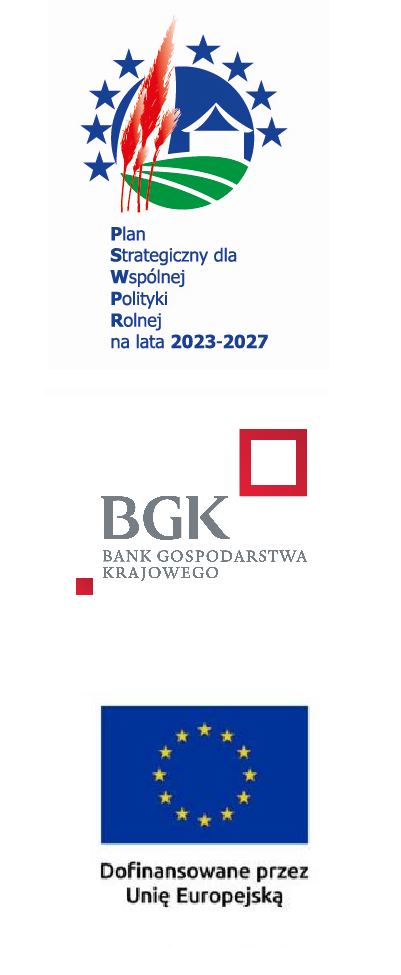 Plan
Strategiczny dla
Wspólnej
Polityki
Rolnej
na lata 2023-2027
BGK
BANK GOSPODARSTWA
KRAJOWEGO
Dofinansowane przez
Unię Europejską